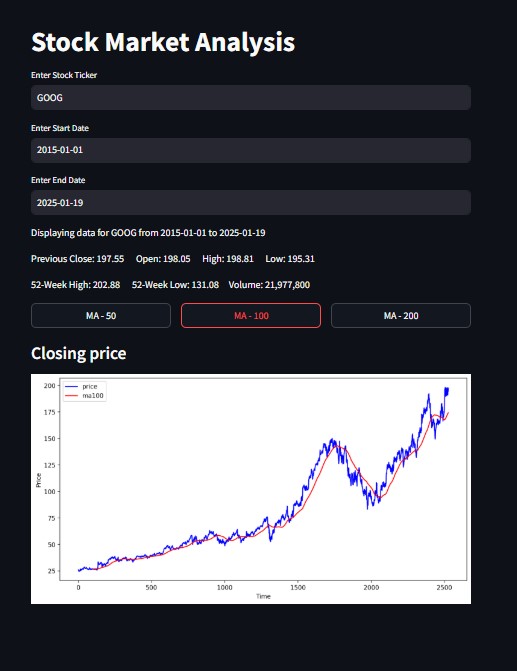 Stock Market Analysis
Enter Stock Ticker
GOOG
Enter Start Date
2015-01-01
Enter End Date
2025-01-19
Displaying data for GOOG from 2015-01-01 to 2025-01-19
Previous Close: 197.55 Open: 198.05 High: 198.81 Low: 195.31
52-Week High: 202.88 52-Week Low: 131.08 Volume: 21,977,800
MA - 50 MA - 100 MA - 200
Closing price
price
ma100
200
175
150
125
100
75
50
25
Price
0 500 1000 1500 2000 2500
Time